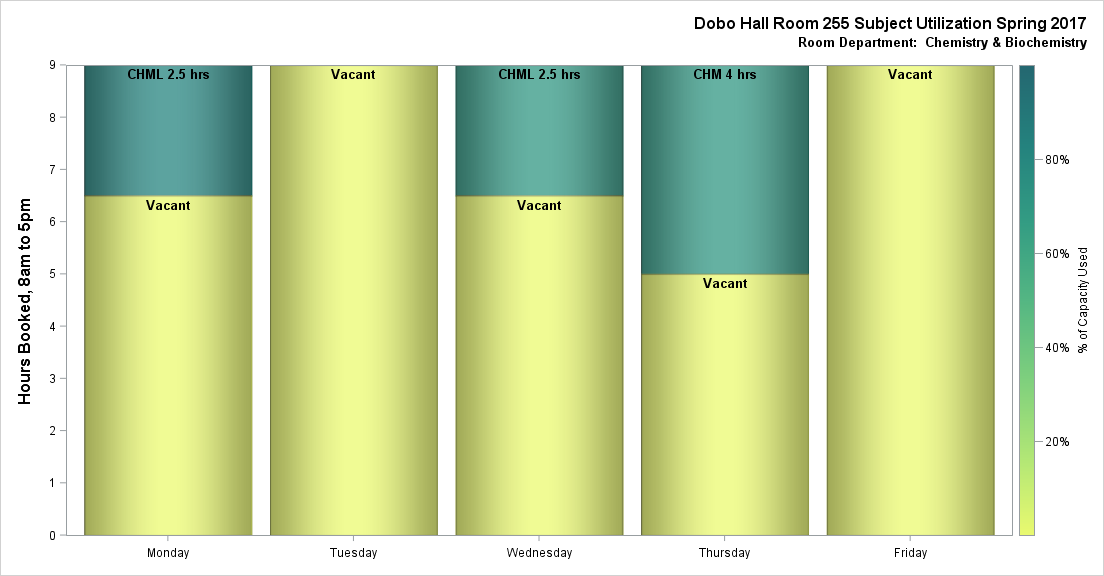 Dobo Hall Room 255 Subject Utilization Spring 2017
Room Department: Chemistry & Biochemistry
Hours Booked, 8am to 5pm
9
8
7
6
5
4
3
2
1
0
CHML 2.5 hrs
Vacant
Vacant
CHML 2.5 hrs
Vacant
CHM 4 hrs
Vacant
Vacant
Monday
Tuesday
Wednesday
Thursday
Friday
80%
60%
40%
20%
% of Capacity Used